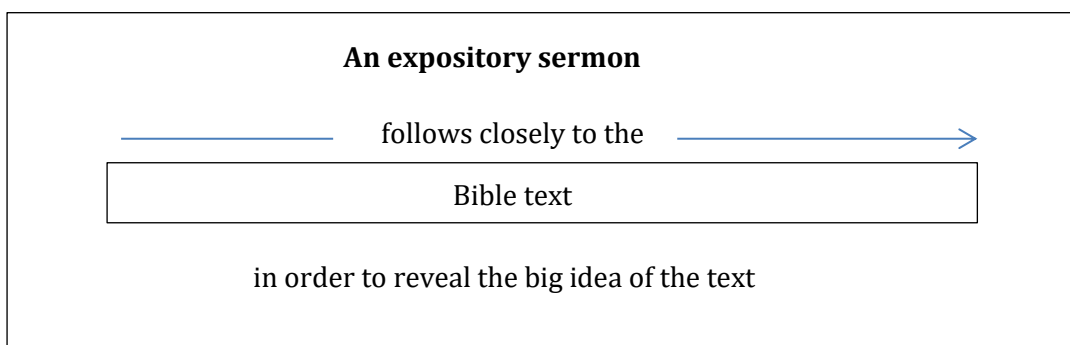 An expository sermon
follows closely to the
Bible text
in order to reveal the big idea of the text